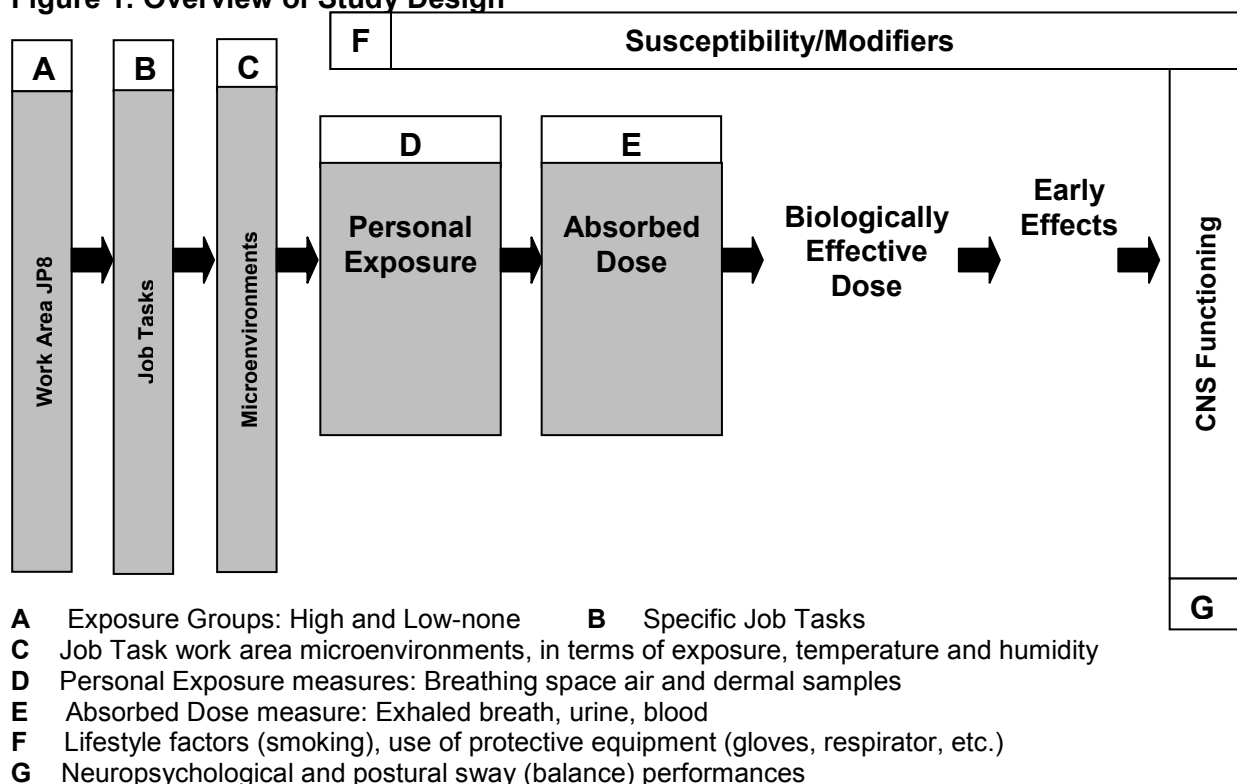 Figure 1: Overview of Study Design
F Susceptibility/Modifiers
A
B
C
D
E
Work Area JP8
Job Tasks
Microenvironments
Personal
Exposure
Absorbed
Dose
Biologically
Effective
Dose
Early
Effects
CNS Functioning
G
A Exposure Groups: High and Low-none B Specific Job Tasks
C Job Task work area microenvironments, in terms of exposure, temperature and humidity
D Personal Exposure measures: Breathing space air and dermal samples
E Absorbed Dose measure: Exhaled breath, urine, blood
F Lifestyle factors (smoking), use of protective equipment (gloves, respirator, etc.)
G Neuropsychological and postural sway (balance) performances